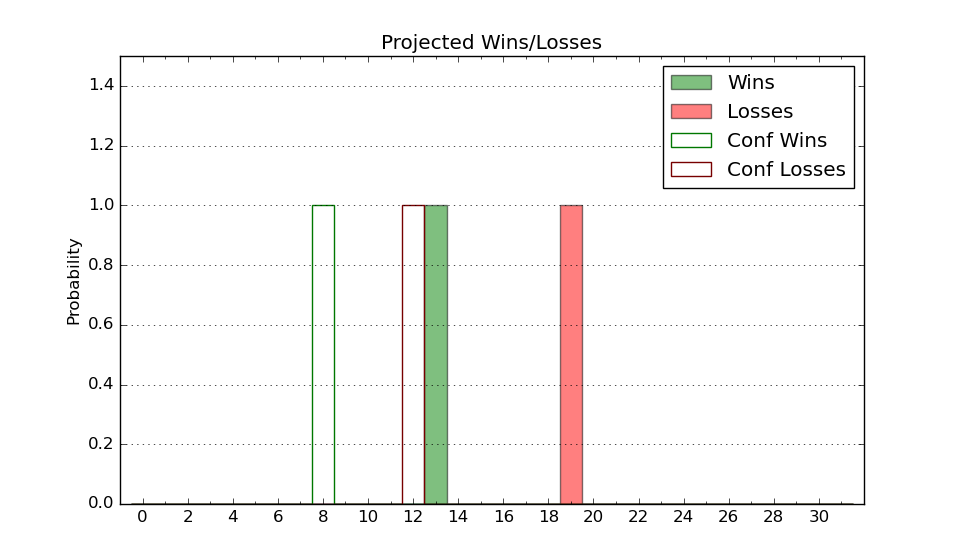 Projected Wins/Losses
Wins
Losses
Conf Wins
Conf Losses
Probability
1.4
1.2
1.0
0.8
0.6
0.4
0.2
0.0
0 2 4 6 8 10 12 14 16 18 20 22 24 26 28 30